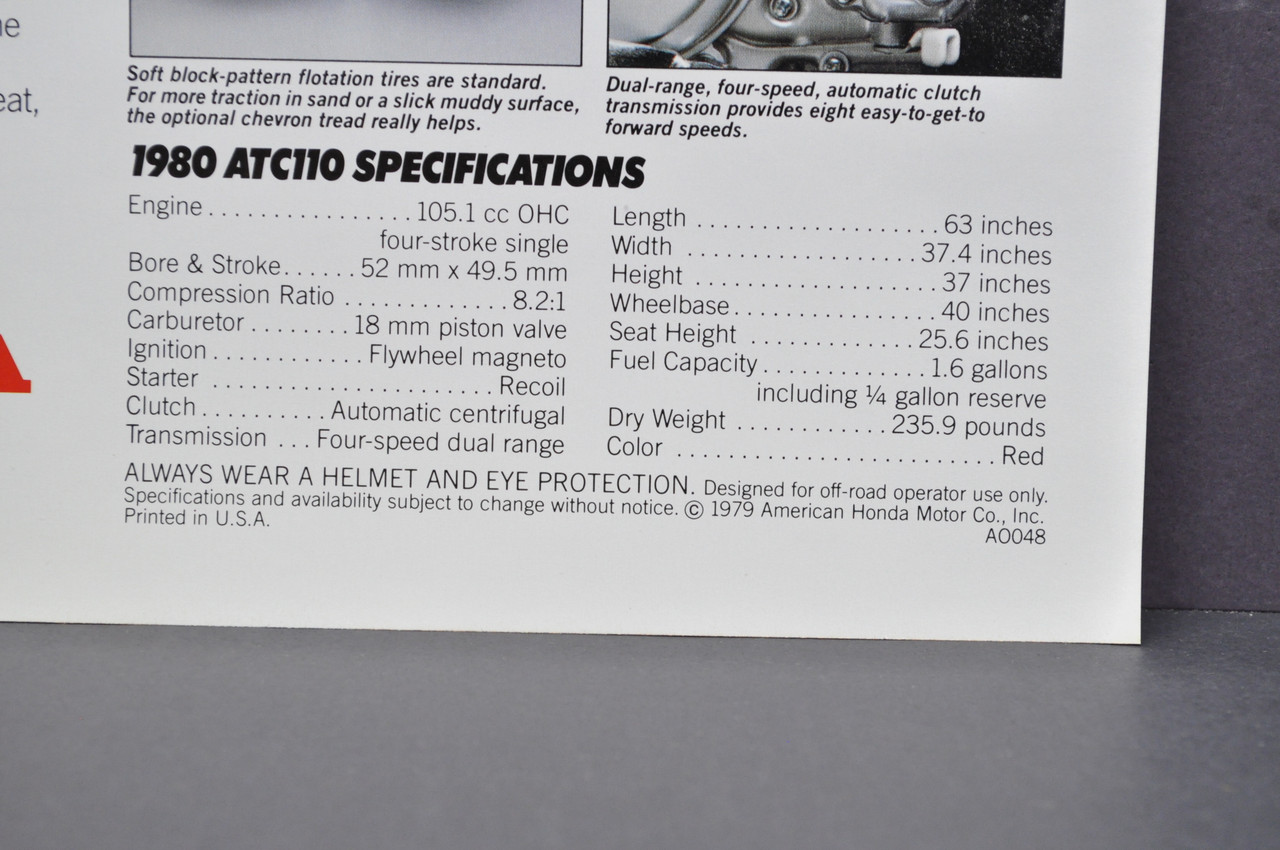 eat,
Soft block-pattern flotation tires are standard.
For more traction in sand or a slick muddy surface,
the optional chevron tread really helps.
Dual-range, four-speed, automatic clutch
transmission provides eight easy-to-get-to
forward speeds.
1980 ATC110 SPECIFICATIONS
Engine................105.1 cc OHC
four-stroke single
Bore & Stroke......52 mm x 49.5 mm
Compression Ratio .............8.2:1
Carburetor ........18 mm piston valve
Ignition............Flywheel magneto
Starter ......................Recoil
Clutch..........Automatic centrifugal
Transmission ...Four-speed dual range
Length ...................63 inches
Width ..................37.4 inches
Height ...................37 inches
Wheelbase................40 inches
Seat Height .............25.6 inches
Fuel Capacity.............1.6 gallons
including ¼ gallon reserve
Dry Weight ............235.9 pounds
Color .........................Red
ALWAYS WEAR A HELMET AND EYE PROTECTION. Designed for off-road operator use only.
Specifications and availability subject to change without notice. © 1979 American Honda Motor Co., Inc.
Printed in U.S.A.
A0048